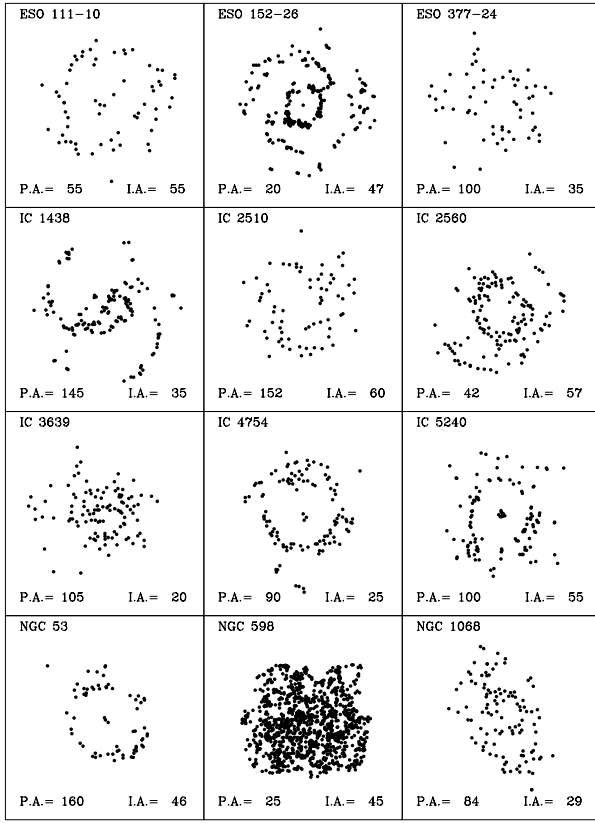 ESO 111-10
P.A.= 55 I.A.= 55
ESO 152-26
P.A.= 20 I.A.= 47
ESO 377-24
P.A.= 100 I.A.= 35
IC 1438
P.A.= 145 I.A.= 35
IC 2510
P.A.= 152 I.A.= 60
IC 2560
P.A.= 42 I.A.= 57
IC 3639
P.A.= 105 I.A.= 20
IC 4754
P.A.= 90 I.A.= 25
IC 5240
P.A.= 100 I.A.= 55
NGC 53
P.A.= 160 I.A.= 46
NGC 598
P.A.= 25 I.A.= 45
NGC 1068
P.A.= 84 I.A.= 29